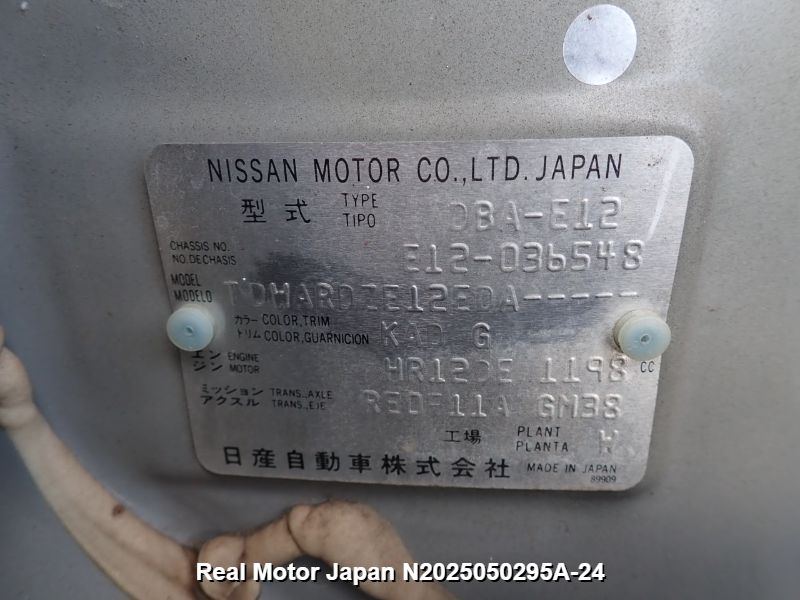 NISSAN MOTOR CO.,LTD. JAPAN
型式 TYPE TIPO DBA-E12
CHASSIS NO. NO. DE CHASIS E12-036548
MODEL MODELO TDHARDZE12EDA-----
カラー COLOR,TRIM トリム COLOR, GUARNICION KAD G
エンジン ENGINE MOTOR HR12DE 1198 CC
ミッション アクスル TRANS., AXLE TRANS., EJE RE0F11A GM38
工場 PLANT PLANTA W
日産自動車株式会社 MADE IN JAPAN
89909
Real Motor Japan N2025050295A-24